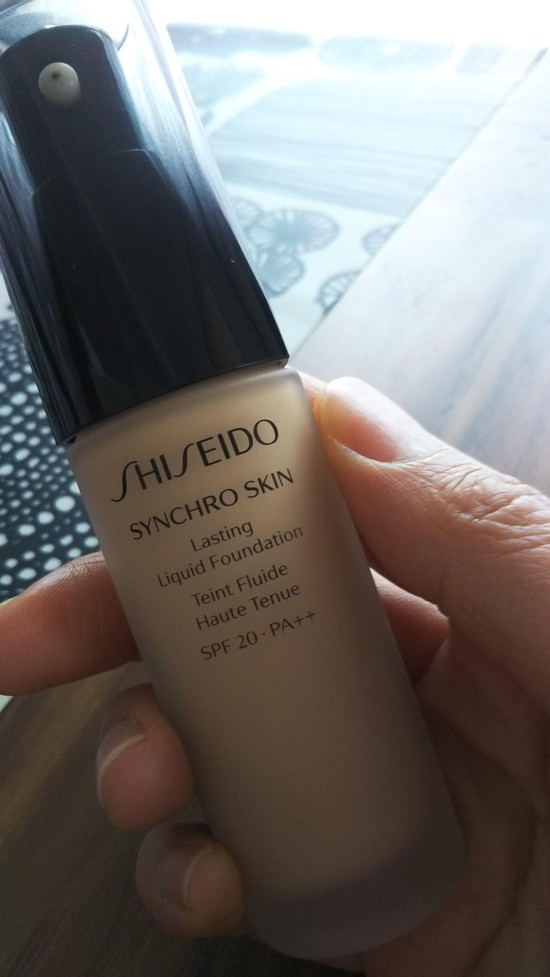 SHISEIDO
SYNCHRO SKIN
Lasting
Liquid Foundation
Teint Fluide
Haute Tenue
SPF 20 · PA++